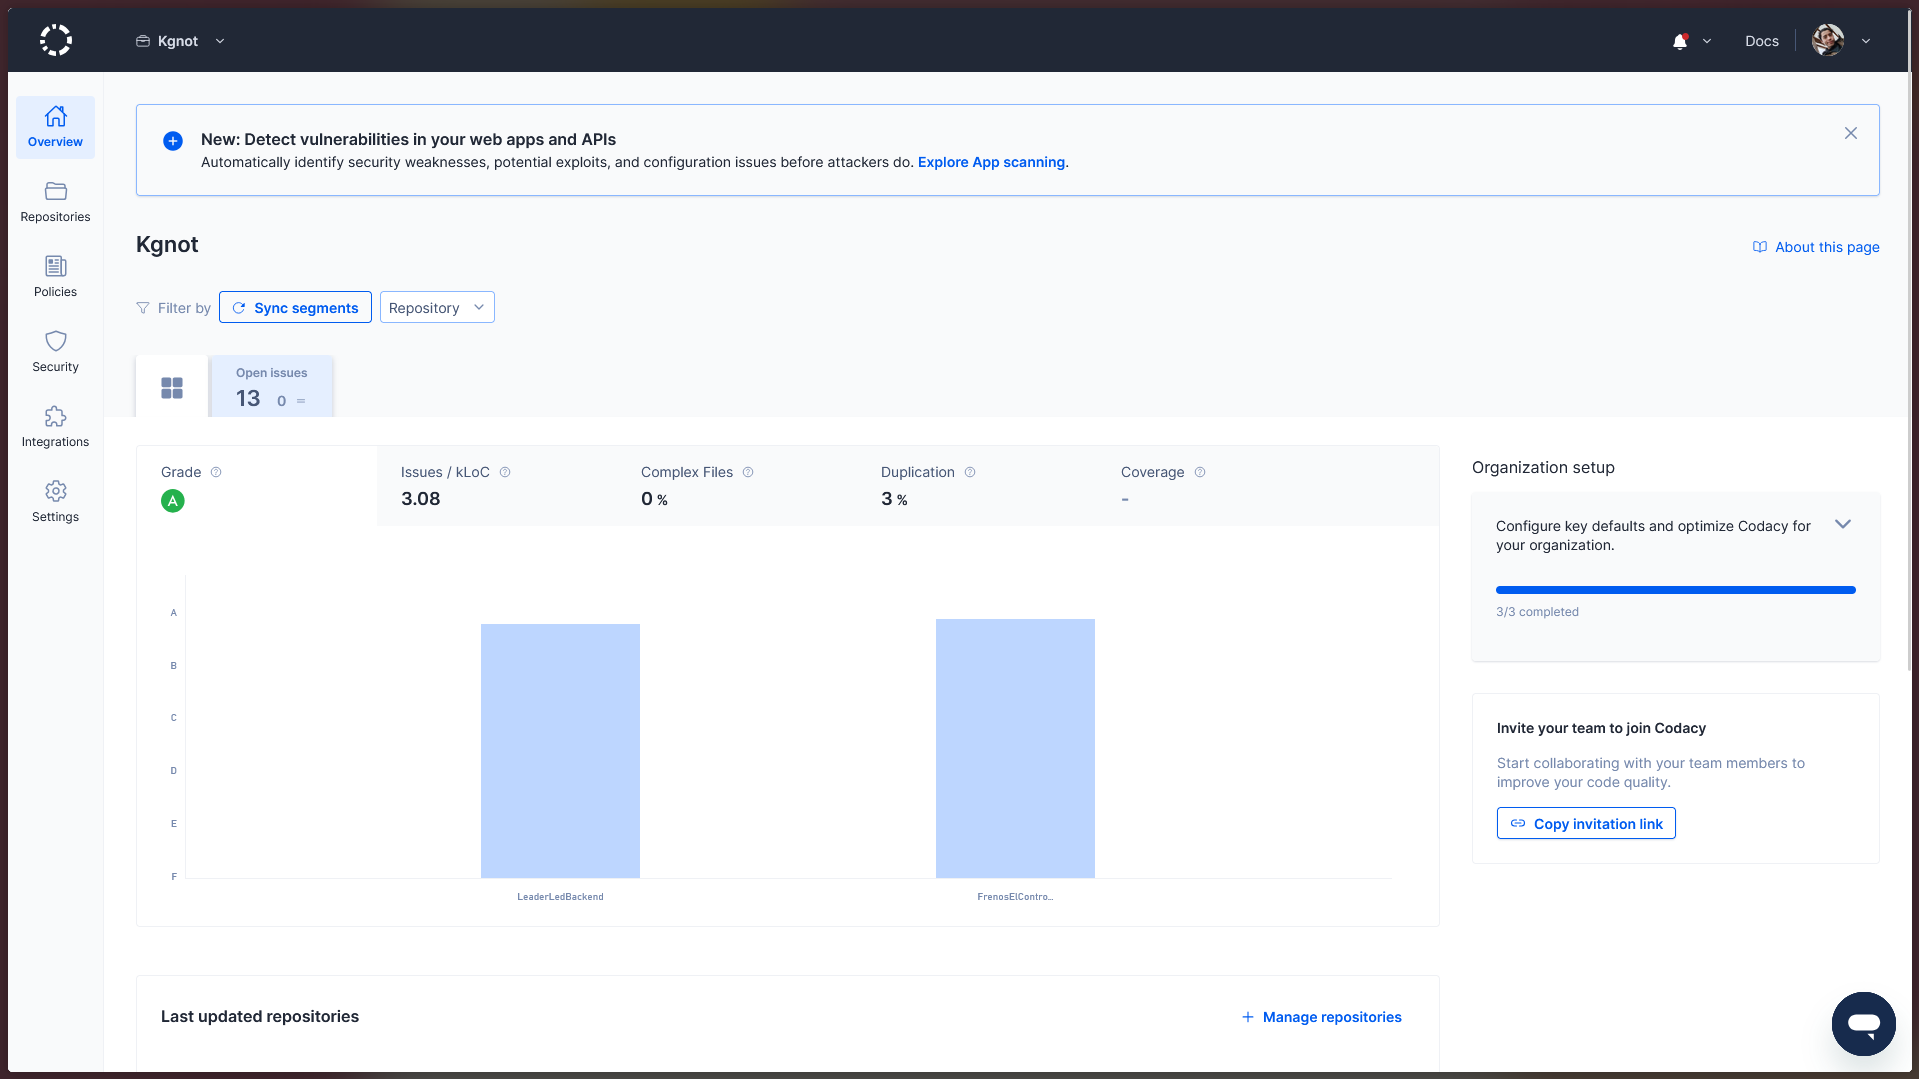 Kgnot
Docs
Overview
Repositories
Policies
Security
Integrations
Settings
New: Detect vulnerabilities in your web apps and APIs
Automatically identify security weaknesses, potential exploits, and configuration issues before attackers do. Explore App scanning.
Kgnot
About this page
Filter by
Sync segments
Repository
Open issues
13 0 =
Grade
A
Issues / kLoC
3.08
Complex Files
0 %
Duplication
3 %
Coverage
-
A
B
C
D
E
F
LeaderLedBackend
FrenosElContro...
Organization setup
Configure key defaults and optimize Codacy for
your organization.
3/3 completed
Invite your team to join Codacy
Start collaborating with your team members to
improve your code quality.
Copy invitation link
Last updated repositories
Manage repositories